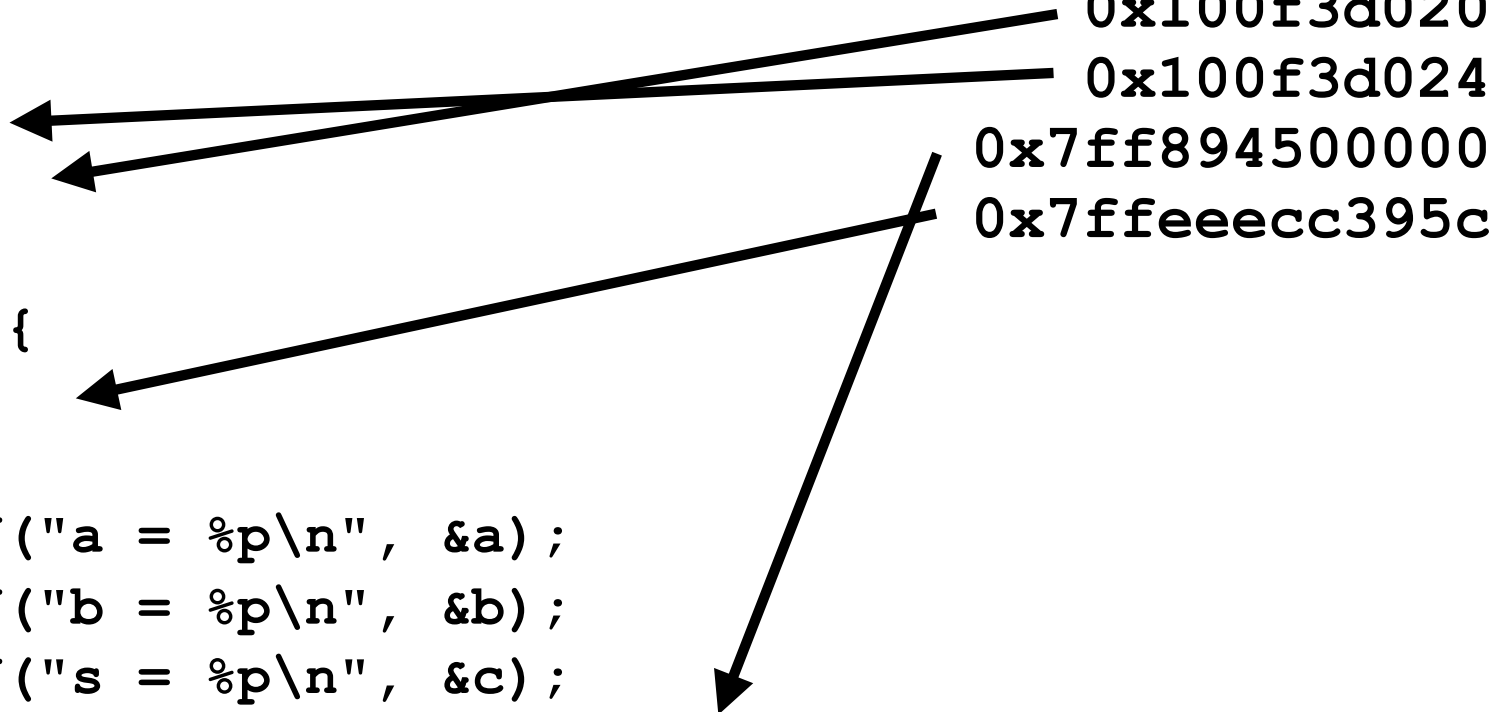 0x100f3d020
0x100f3d024
0x7ff894500000
0x7ffeeecc395c
{
("a = %p\n", &a);
("b = %p\n", &b);
("s = %p\n", &c);